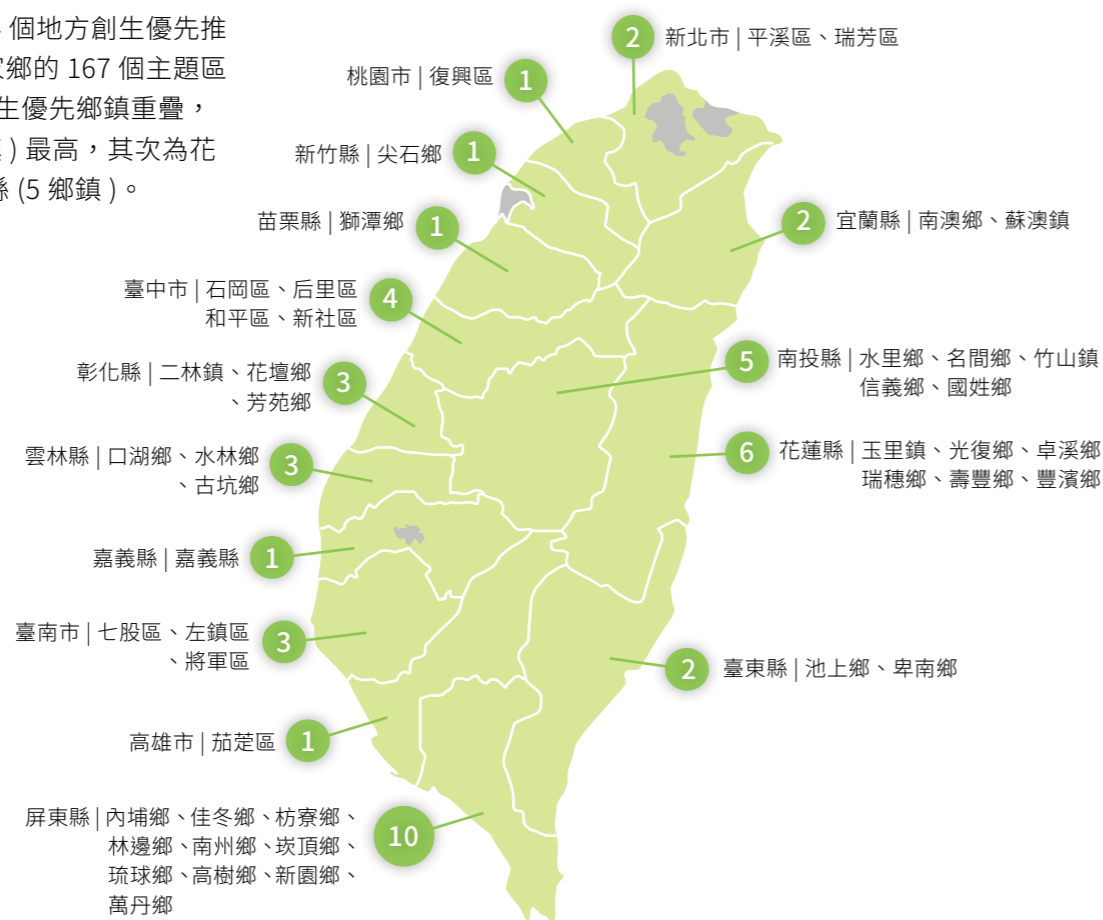 個地方創生優先推
鄉的 167 個主題區
生優先鄉鎮重疊，
) 最高，其次為花
(5 鄉鎮 )。
2 新北市 | 平溪區、瑞芳區
桃園市 | 復興區 1
新竹縣 | 尖石鄉 1
苗栗縣 | 獅潭鄉 1
2 宜蘭縣 | 南澳鄉、蘇澳鎮
臺中市 | 石岡區、后里區
和平區、新社區
4
5 南投縣 | 水里鄉、名間鄉、竹山鎮
信義鄉、國姓鄉
彰化縣 | 二林鎮、花壇鄉
、芳苑鄉
3
6 花蓮縣 | 玉里鎮、光復鄉、卓溪鄉
瑞穗鄉、壽豐鄉、豐濱鄉
雲林縣 | 口湖鄉、水林鄉
、古坑鄉
3
嘉義縣 | 嘉義縣 1
臺南市 | 七股區、左鎮區
、將軍區
3
2 臺東縣 | 池上鄉、卑南鄉
高雄市 | 茄萣區 1
屏東縣 | 內埔鄉、佳冬鄉、枋寮鄉、
林邊鄉、南州鄉、崁頂鄉、
琉球鄉、高樹鄉、新園鄉、
萬丹鄉
10